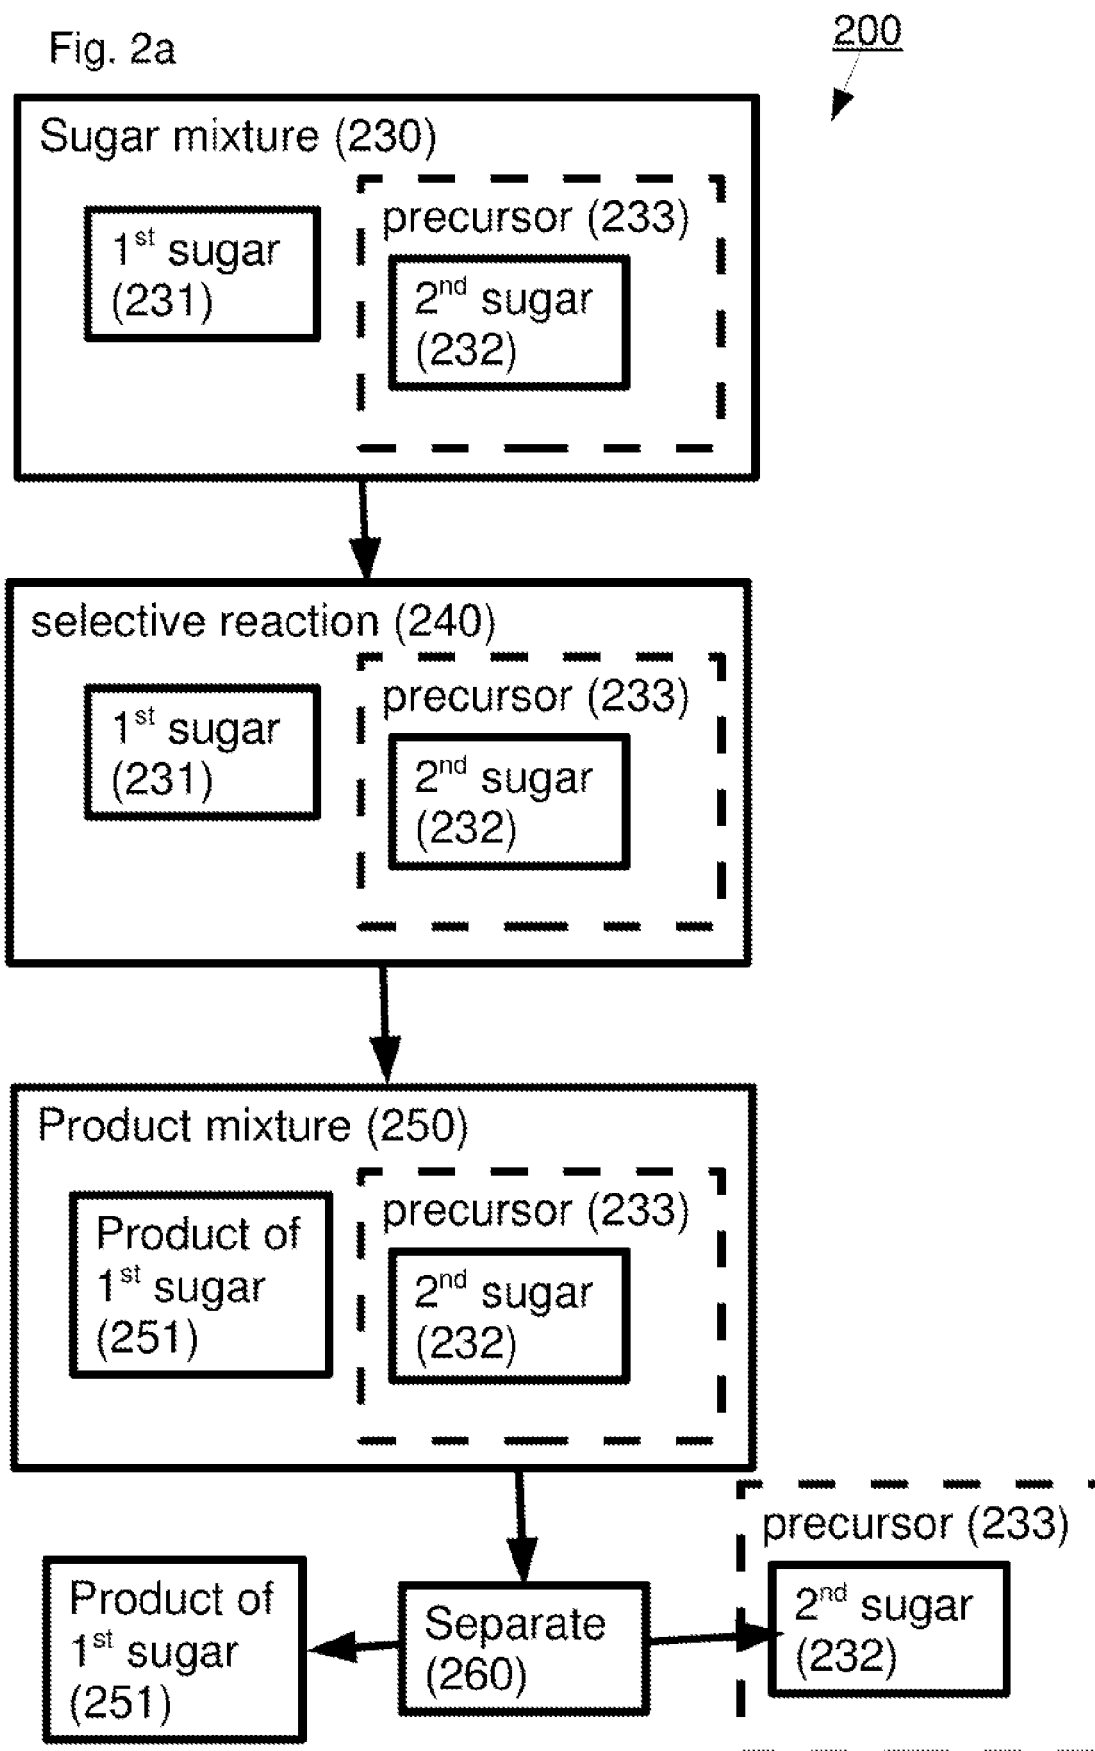 Fig. 2a
200
Sugar mixture (230)
1st sugar
(231)
precursor (233)
2nd sugar
(232)
selective reaction (240)
1st sugar
(231)
precursor (233)
2nd sugar
(232)
Product mixture (250)
Product of
1st sugar
(251)
precursor (233)
2nd sugar
(232)
Product of
1st sugar
(251)
Separate
(260)
precursor (233)
2nd sugar
(232)